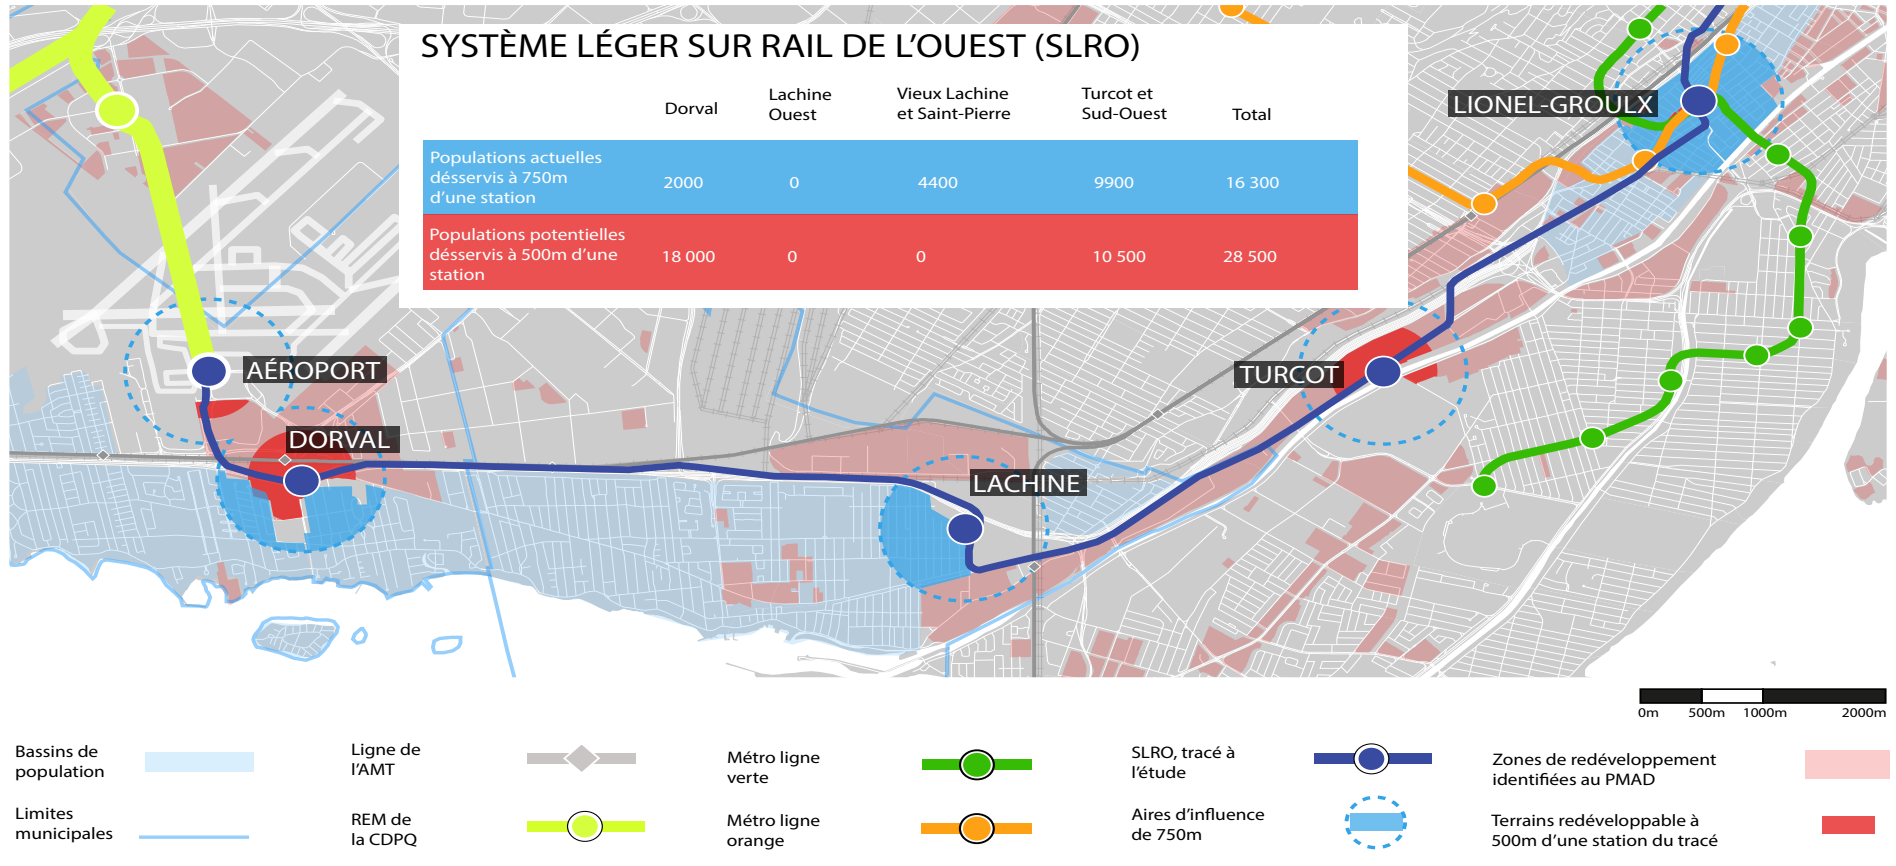 SYSTÈME LÉGER SUR RAIL DE L'OUEST (SLRO)
Dorval
Lachine
Ouest
Vieux Lachine
et Saint-Pierre
Turcot et
Sud-Ouest
Total
Populations actuelles
désservis à 750m
d'une station
2000
0
4400
9900
16 300
Populations potentielles
désservis à 500m d'une
station
18 000
0
0
10 500
28 500
LIONEL-GROULX
AÉROPORT
DORVAL
LACHINE
TURCOT
0m
500m
1000m
2000m
Bassins de
population
Limites
municipales
Ligne de
l'AMT
REM de
la CDPQ
Métro ligne
verte
Métro ligne
orange
SLRO, tracé à
l'étude
Aires d'influence
de 750m
Zones de redéveloppement
identifiées au PMAD
Terrains redéveloppable à
500m d'une station du tracé